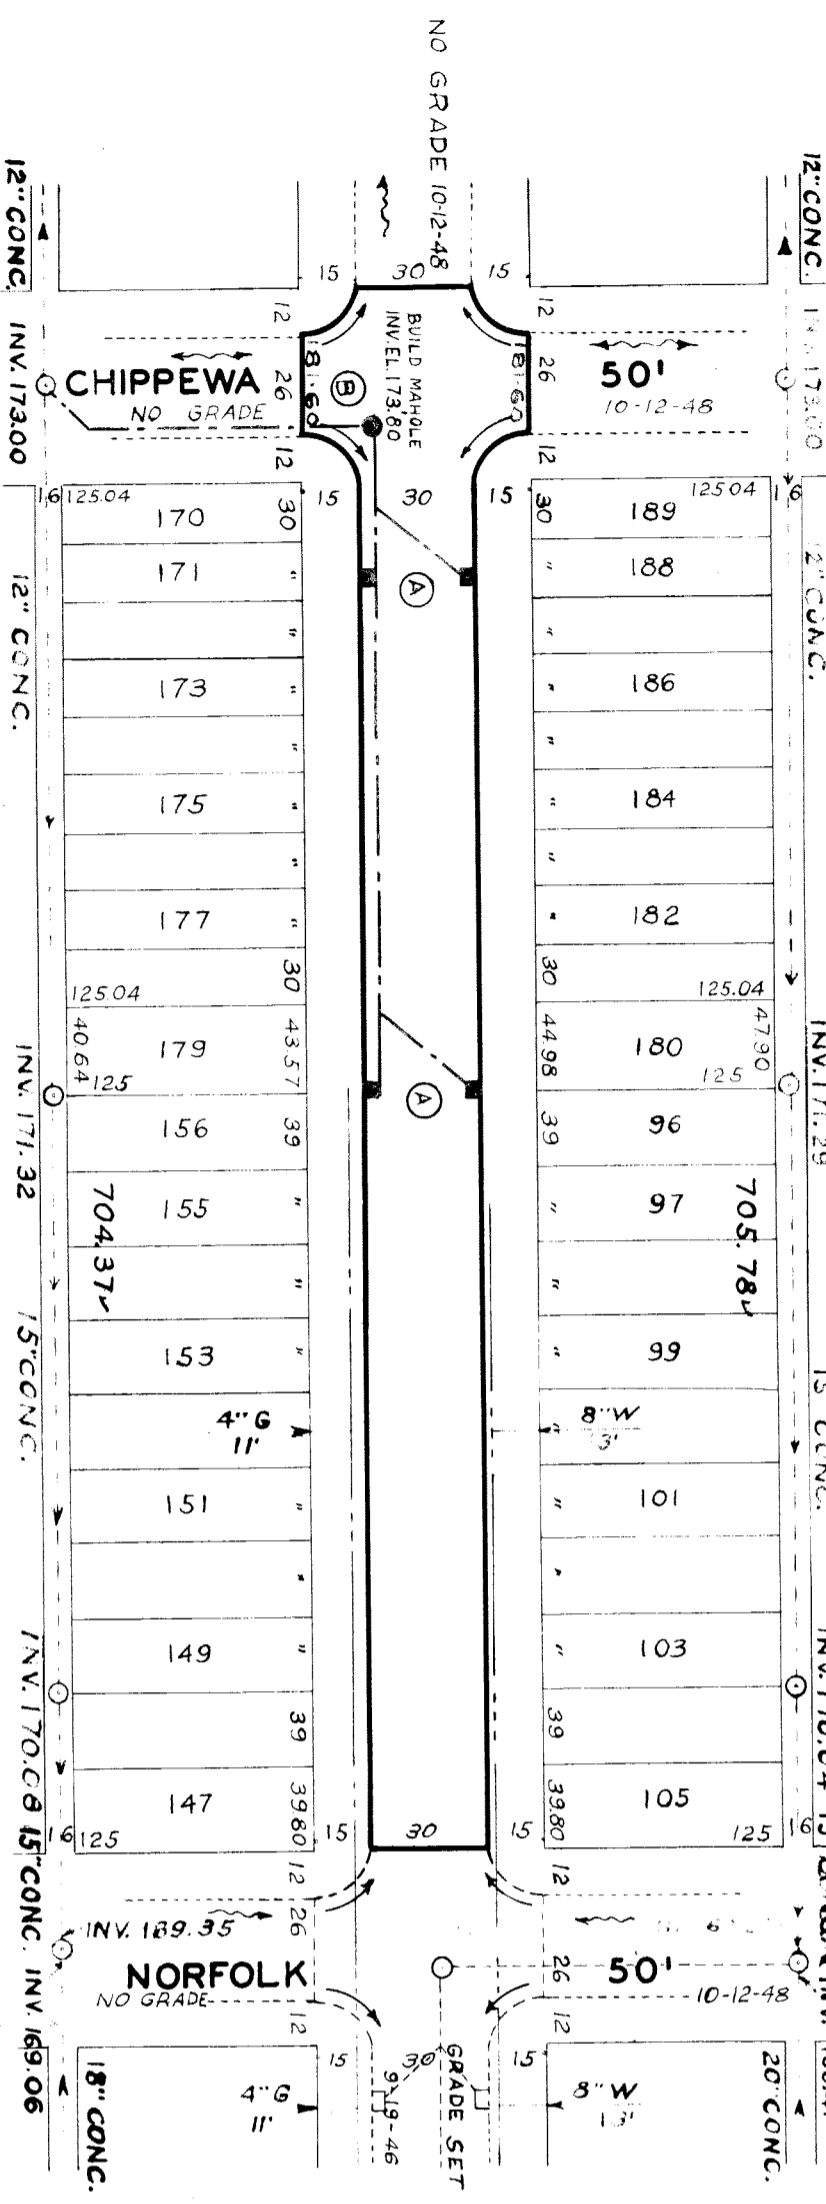 NO GRADE 10-12-48
12" CONC.
12" CONC.
15 30 15
12 12
INV. 173.00
CHIPPEWA 26
NO GRADE
81.60
B
BUILD MAHOLE
INV. EL. 173.80
81.60
26 50'
10-12-48
12 12
16 125.04 170 30 15 30 15 30 189 125.04 16
171 " A " 188
12" CONC.
" "
173 " " 186
" "
175 " " 184
" "
177 " " 182
30 30
125.04 125.04
40.64 179 43.57 44.98 180 47.90
125 A 125
INV. 171.32
INV. 171.29
156 39 39 96
155 " " 97
704.37✓
705.78✓
" "
15" CONC.
153 " " 99
4" G
11'
8" W
151 " " 101
" "
149 " " 103
INV. 170.08
39 39
147 39.80 39.80 105
16 125 15 30 15 125 16
15" CONC.
12 12
INV. 169.35 26
NORFOLK
NO GRADE
26 50'
10-12-48
INV. 169.06
12 12
15 30 15
GRADE SET
9-19-46
18" CONC.
20" CONC.
4" G
11'
8" W
13'